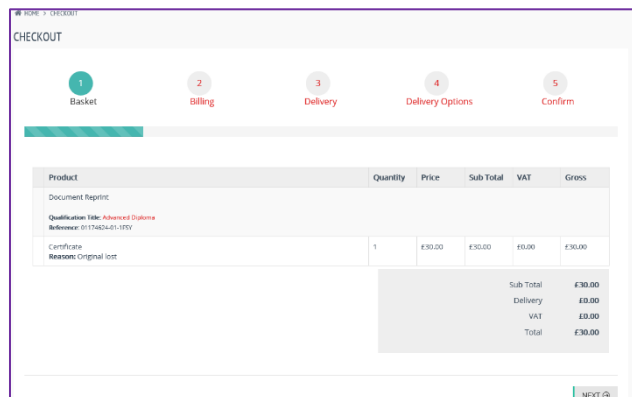 HOME > CHECKOUT
CHECKOUT
1 2 3 4 5
Basket Billing Delivery Delivery Options Confirm
Product Quantity Price Sub Total VAT Gross
Document Reprint
Qualification Title: Advanced Diploma
Reference: 01174624-01-1FSY
Certificate 1 £30.00 £30.00 £0.00 £30.00
Reason: Original lost
Sub Total £30.00
Delivery £0.00
VAT £0.00
Total £30.00
NEXT